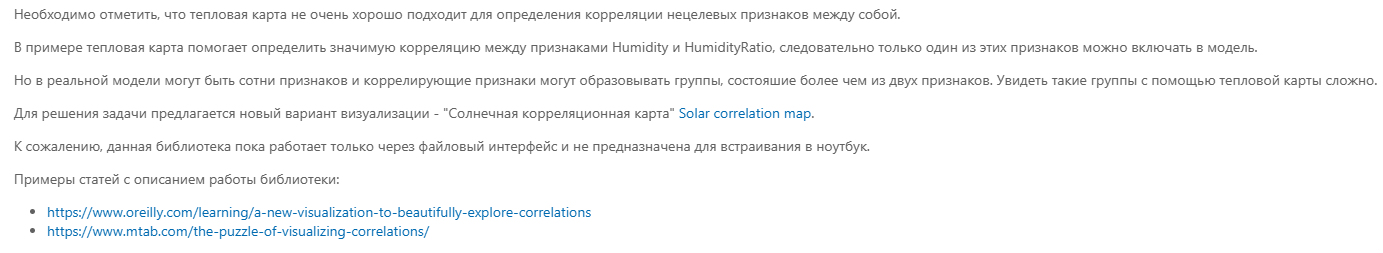 Необходимо отметить, что тепловая карта не очень хорошо подходит для определения корреляции нецелевых признаков между собой.
В примере тепловая карта помогает определить значимую корреляцию между признаками Humidity и HumidityRatio, следовательно только один из этих признаков можно включать в модель.
Но в реальной модели могут быть сотни признаков и коррелирующие признаки могут образовывать группы, состояшие более чем из двух признаков. Увидеть такие группы с помощью тепловой карты сложно.
Для решения задачи предлагается новый вариант визуализации - "Солнечная корреляционная карта" Solar correlation map.
К сожалению, данная библиотека пока работает только через файловый интерфейс и не предназначена для встраивания в ноутбук.
Примеры статей с описанием работы библиотеки:
• https://www.oreilly.com/learning/a-new-visualization-to-beautifully-explore-correlations
• https://www.mtab.com/the-puzzle-of-visualizing-correlations/